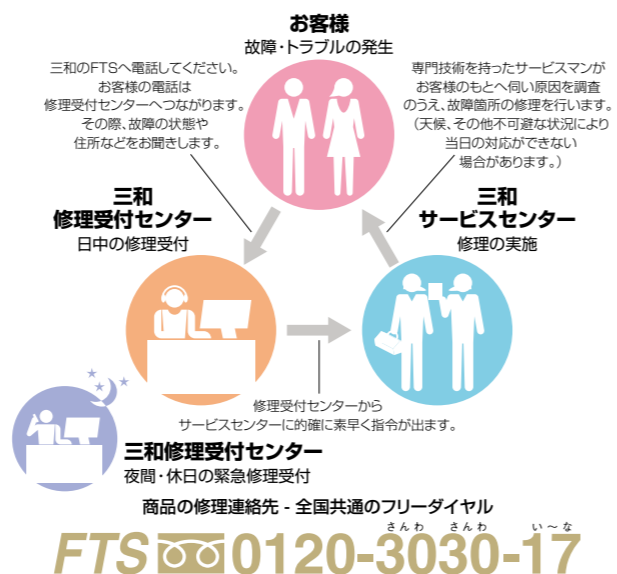 お客様
故障・トラブルの発生
三和のFTSへ電話してください。
お客様の電話は
修理受付センターへつながります。
その際、故障の状態や
住所などをお聞きします。
専門技術を持ったサービスマンが
お客様のもとへ伺い原因を調査
のうえ、故障箇所の修理を行います。
（天候、その他不可避な状況により
当日の対応ができない
場合があります。）
三和
修理受付センター
日中の修理受付
三和
サービスセンター
修理の実施
修理受付センターから
サービスセンターに的確に素早く指令が出ます。
三和修理受付センター
夜間・休日の緊急修理受付
商品の修理連絡先 - 全国共通のフリーダイヤル
さんわ さんわ い〜な
FTS 0120-3030-17